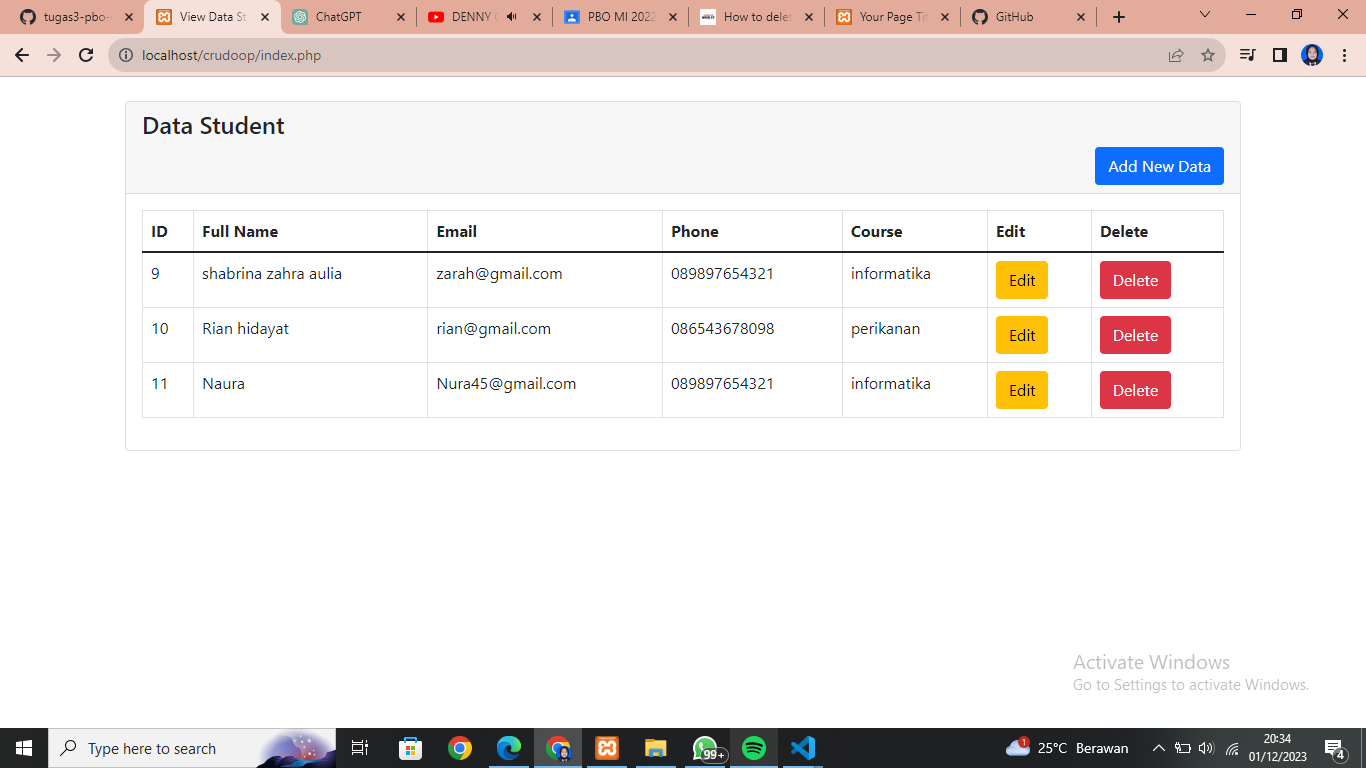 tugas3-pbo- View Data St ChatGPT DENNY PBO MI 2022 How to delet Your Page Tit GitHub
localhost/crudoop/index.php
Data Student
Add New Data
ID Full Name Email Phone Course Edit Delete
9 shabrina zahra aulia zarah@gmail.com 089897654321 informatika Edit Delete
10 Rian hidayat rian@gmail.com 086543678098 perikanan Edit Delete
11 Naura Nura45@gmail.com 089897654321 informatika Edit Delete
Activate Windows
Go to Settings to activate Windows.
Type here to search 99+ 1 25°C Berawan 20:34
01/12/2023 4